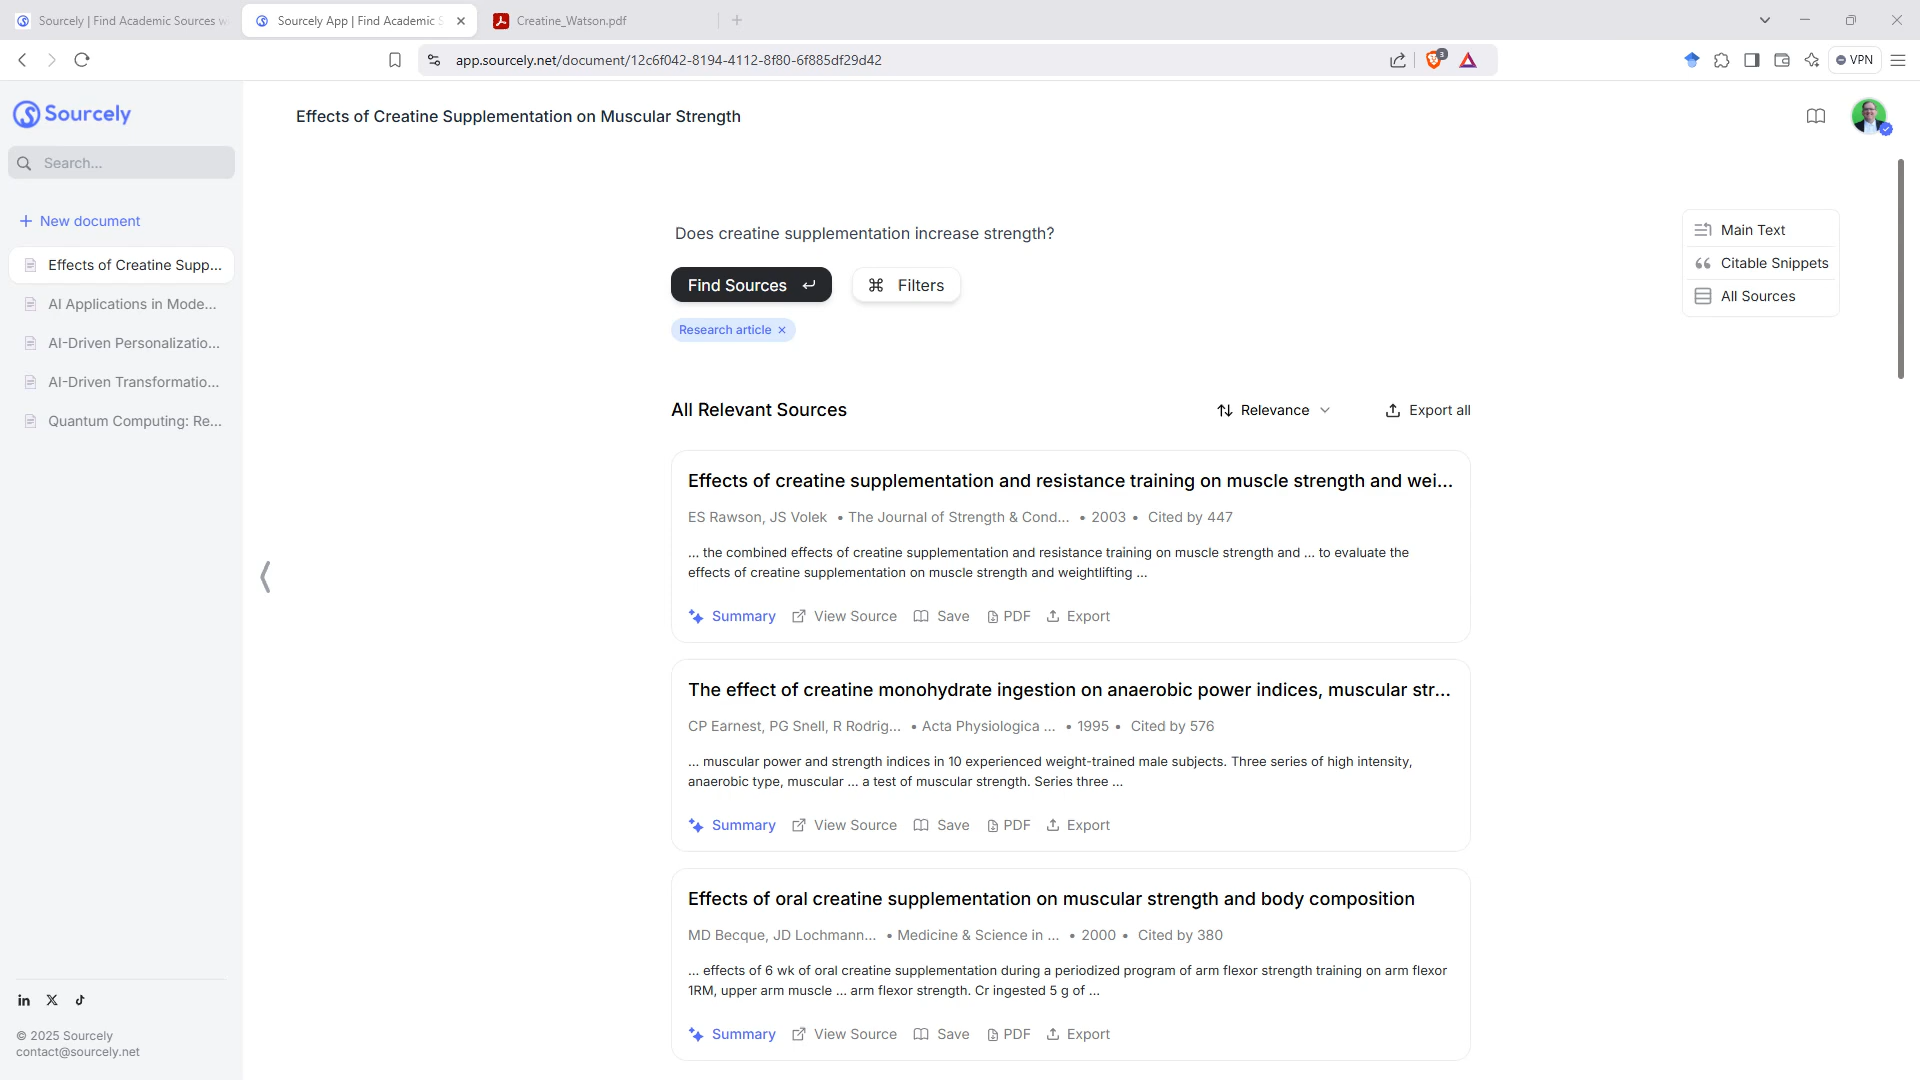 Sourcely | Find Academic Sources w
Sourcely App | Find Academic S
Creatine_Watson.pdf
app.sourcely.net/document/12c6f042-8194-4112-8f80-6f885df29d42
3
VPN
Sourcely
Search...
+ New document
Effects of Creatine Supp...
AI Applications in Mode...
AI-Driven Personalizatio...
AI-Driven Transformatio...
Quantum Computing: Re...
© 2025 Sourcely
contact@sourcely.net
Effects of Creatine Supplementation on Muscular Strength
Does creatine supplementation increase strength?
Find Sources
Filters
Research article ×
Main Text
Citable Snippets
All Sources
All Relevant Sources
Relevance
Export all
Effects of creatine supplementation and resistance training on muscle strength and wei...
ES Rawson, JS Volek • The Journal of Strength & Cond... • 2003 • Cited by 447
... the combined effects of creatine supplementation and resistance training on muscle strength and ... to evaluate the
effects of creatine supplementation on muscle strength and weightlifting ...
Summary View Source Save PDF Export
The effect of creatine monohydrate ingestion on anaerobic power indices, muscular str...
CP Earnest, PG Snell, R Rodrig... • Acta Physiologica ... • 1995 • Cited by 576
... muscular power and strength indices in 10 experienced weight-trained male subjects. Three series of high intensity,
anaerobic type, muscular ... a test of muscular strength. Series three ...
Summary View Source Save PDF Export
Effects of oral creatine supplementation on muscular strength and body composition
MD Becque, JD Lochmann... • Medicine & Science in ... • 2000 • Cited by 380
... effects of 6 wk of oral creatine supplementation during a periodized program of arm flexor strength training on arm flexor
1RM, upper arm muscle ... arm flexor strength. Cr ingested 5 g of ...
Summary View Source Save PDF Export